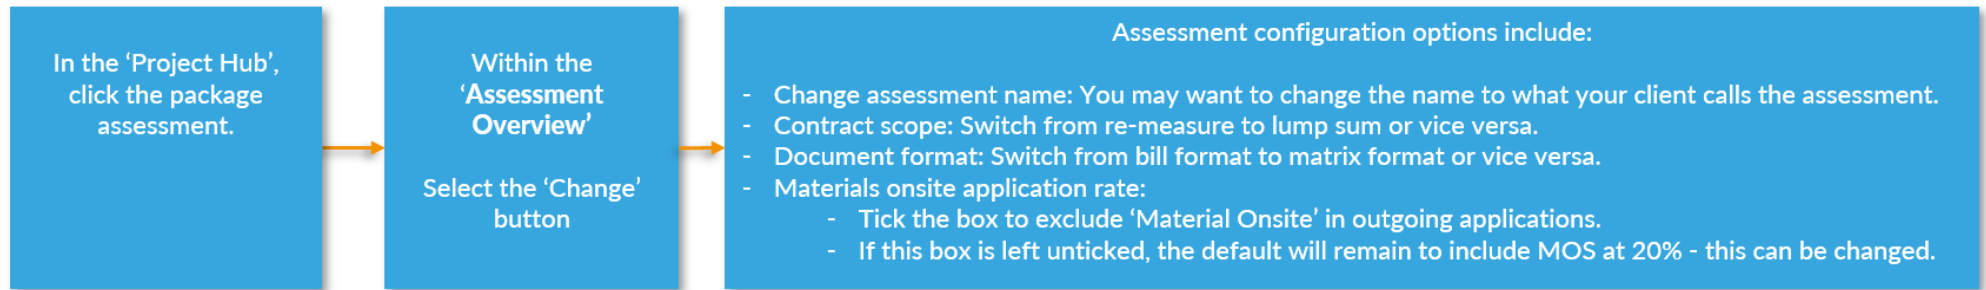 In the ‘Project Hub’,
click the package
assessment.
Within the
‘Assessment
Overview’
Select the ‘Change’
button
Assessment configuration options include:
- Change assessment name: You may want to change the name to what your client calls the assessment.
- Contract scope: Switch from re-measure to lump sum or vice versa.
- Document format: Switch from bill format to matrix format or vice versa.
- Materials onsite application rate:
- Tick the box to exclude ‘Material Onsite’ in outgoing applications.
- If this box is left unticked, the default will remain to include MOS at 20% - this can be changed.